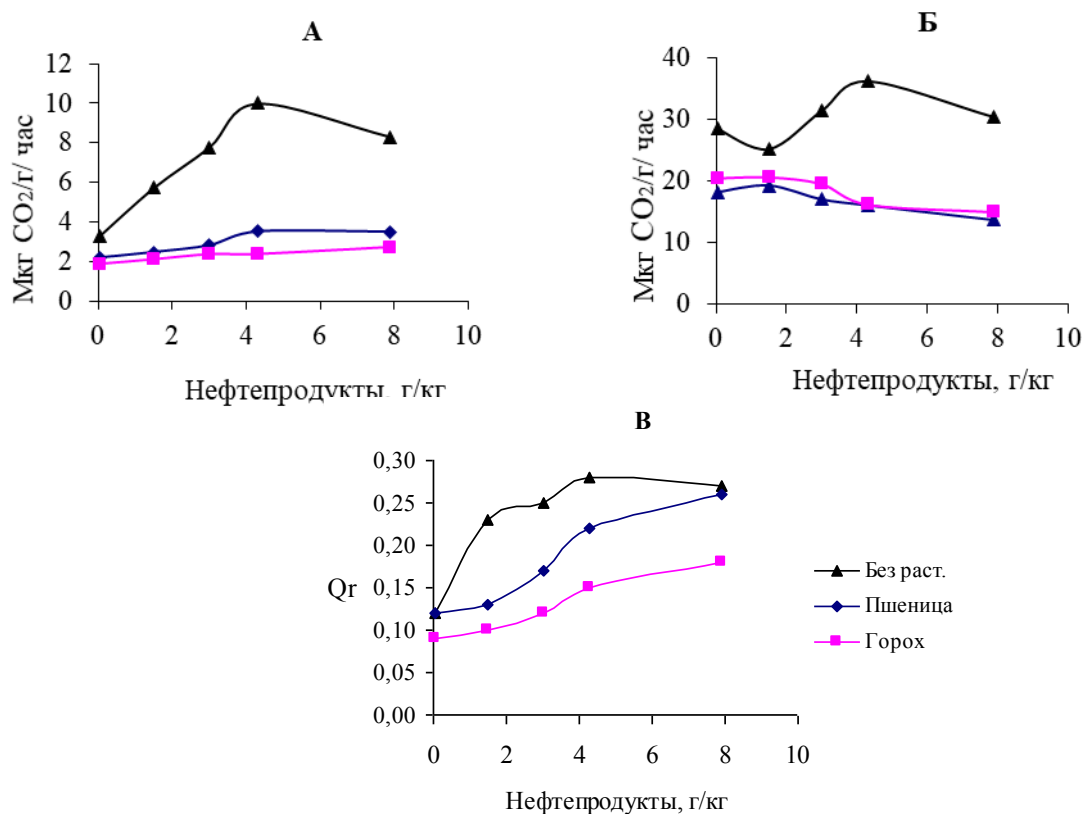 А
Мкг CO2/г/ час
12
10
8
6
4
2
0
0 2 4 6 8 10
Нефтепродукты, г/кг
Б
Мкг CO2/г/ час
40
30
20
10
0
0 2 4 6 8 10
Нефтепродукты, г/кг
В
Qr
0,30
0,25
0,20
0,15
0,10
0,05
0,00
0 2 4 6 8 10
Нефтепродукты, г/кг
Без раст.
Пшеница
Горох